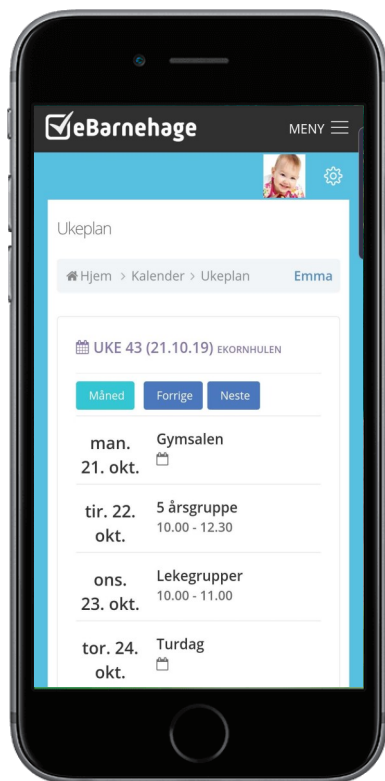 eBarnehage
MENY
Ukeplan
Hjem > Kalender > Ukeplan Emma
UKE 43 (21.10.19) EKORNHULEN
Måned Forrige Neste
man. Gymsalen
21. okt.
tir. 22. 5 årsgruppe
okt. 10.00 - 12.30
ons. Lekegrupper
23. okt. 10.00 - 11.00
tor. 24. Turdag
okt.